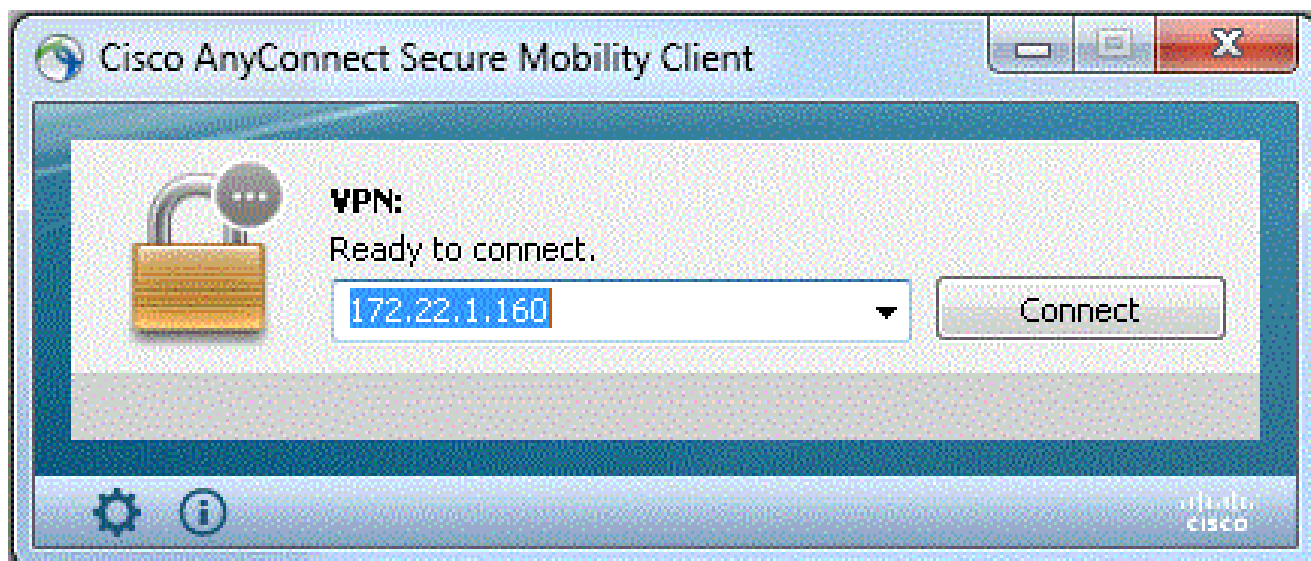 Cisco AnyConnect Secure Mobility Client
VPN:
Ready to connect.
172.22.1.160
Connect
cisco